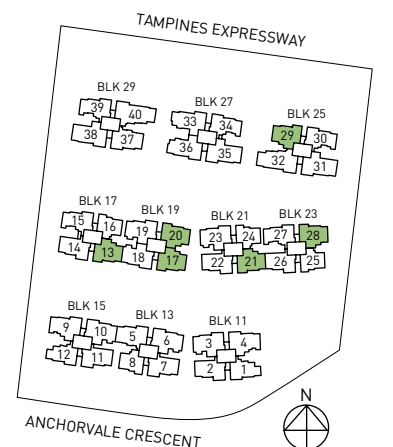 TAMPINES EXPRESSWAY
BLK 29
BLK 27
BLK 25
39 40
38 37
33 34
36 35
29 30
32 31
BLK 17
BLK 19
BLK 21
BLK 23
15 16
14 13
19 20
18 17
23 24
22 21
27 28
26 25
BLK 15
BLK 13
BLK 11
9 10
12 11
5 6
8 7
3 4
2 1
N
ANCHORVALE CRESCENT